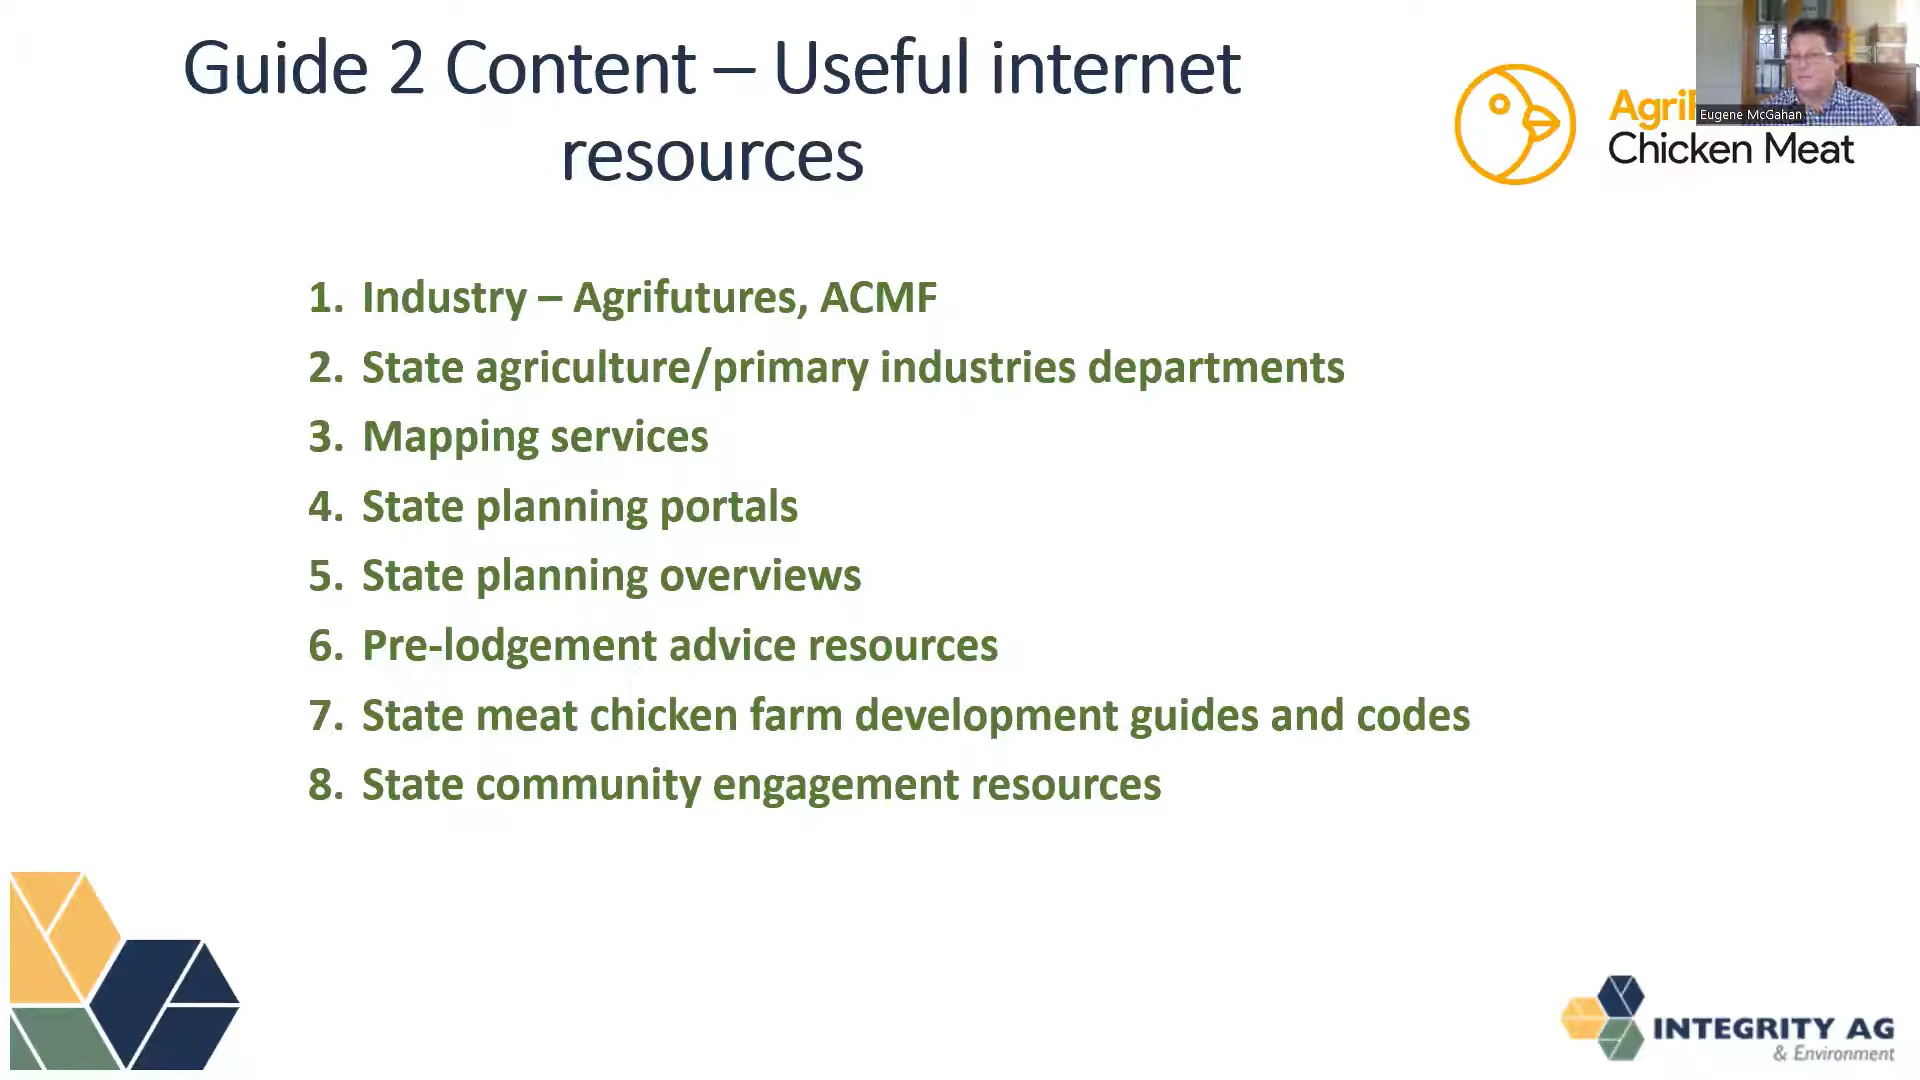 Guide 2 Content – Useful internet
resources
Eugene McGahan
Chicken Meat
1. Industry – Agrifutures, ACMF
2. State agriculture/primary industries departments
3. Mapping services
4. State planning portals
5. State planning overviews
6. Pre-lodgement advice resources
7. State meat chicken farm development guides and codes
8. State community engagement resources
INTEGRITY AG
& Environment